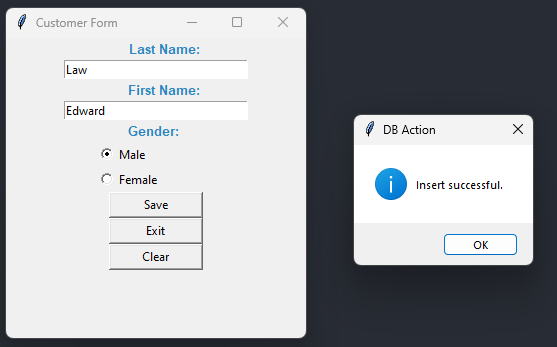 Customer Form
Last Name:
Law
First Name:
Edward
Gender:
Male
Female
Save
Exit
Clear
DB Action
Insert successful.
OK